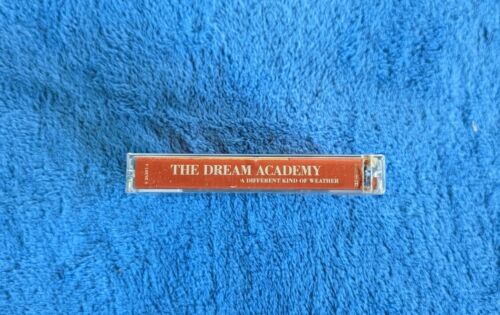 THE DREAM ACADEMY
A DIFFERENT KIND OF WEATHER